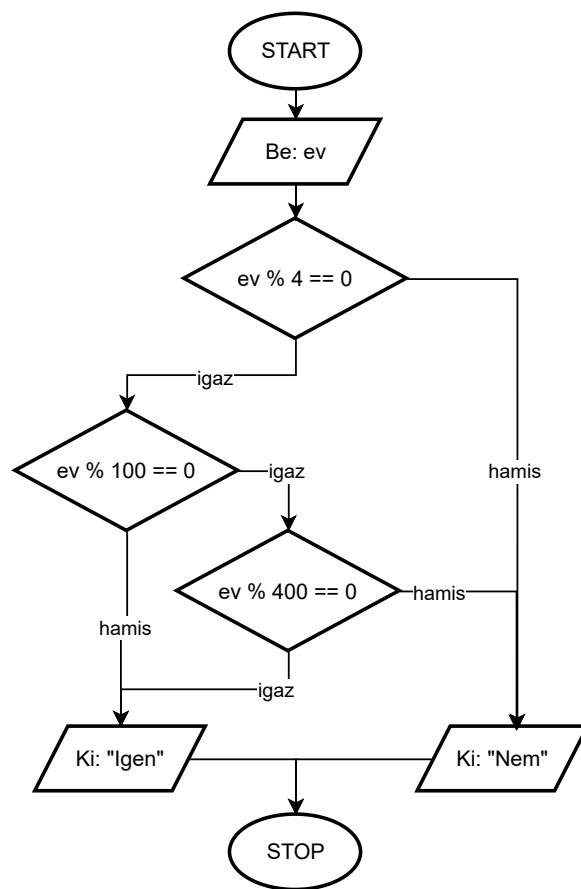 START
Be: ev
ev % 4 == 0
igaz
ev % 100 == 0
igaz
hamis
ev % 400 == 0
hamis
hamis
igaz
Ki: "Igen"
Ki: "Nem"
STOP